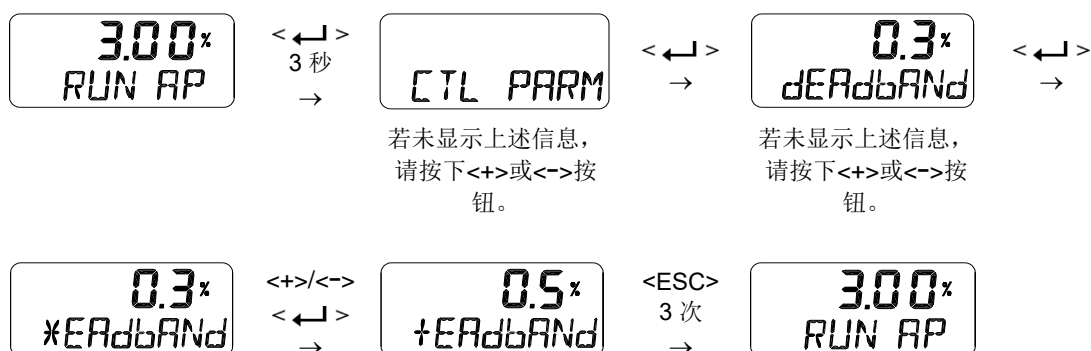 3.00% <↵> 0.3%
RUN AP 3 秒 → CTL PARM <↵> → dEAdbANd <↵> →
若未显示上述信息， 若未显示上述信息，
请按下<+>或<->按 请按下<+>或<->按
钮。 钮。
0.3% <+>/<-> 0.5% <ESC> 3.00%
*EAdbANd <↵> → +EAdbANd 3 次 → RUN AP